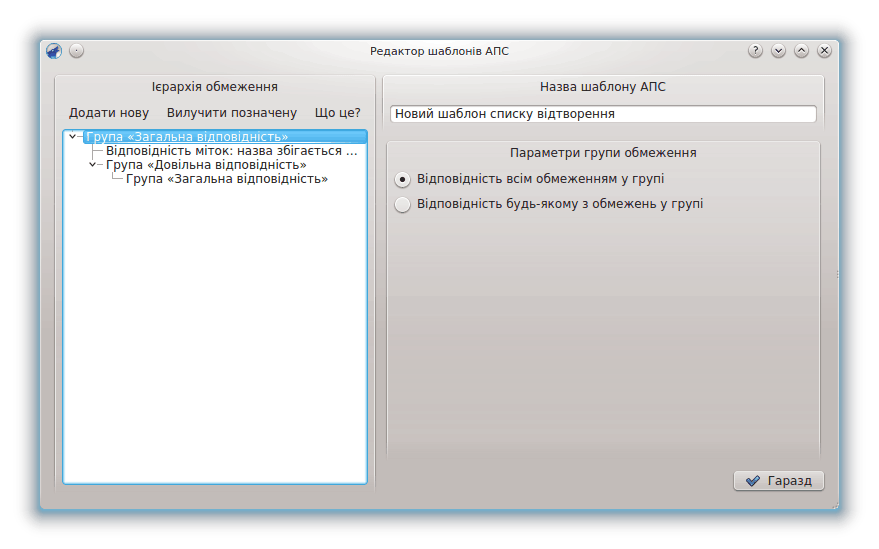 Редактор шаблонів АПС
?
Ієрархія обмеження
Додати нову Вилучити позначену Що це?
Група «Загальна відповідність»
Відповідність міток: назва збігається ...
Група «Довільна відповідність»
Група «Загальна відповідність»
Назва шаблону АПС
Новий шаблон списку відтворення
Параметри групи обмеження
Відповідність всім обмеженням у групі
Відповідність будь-якому з обмежень у групі
Гаразд